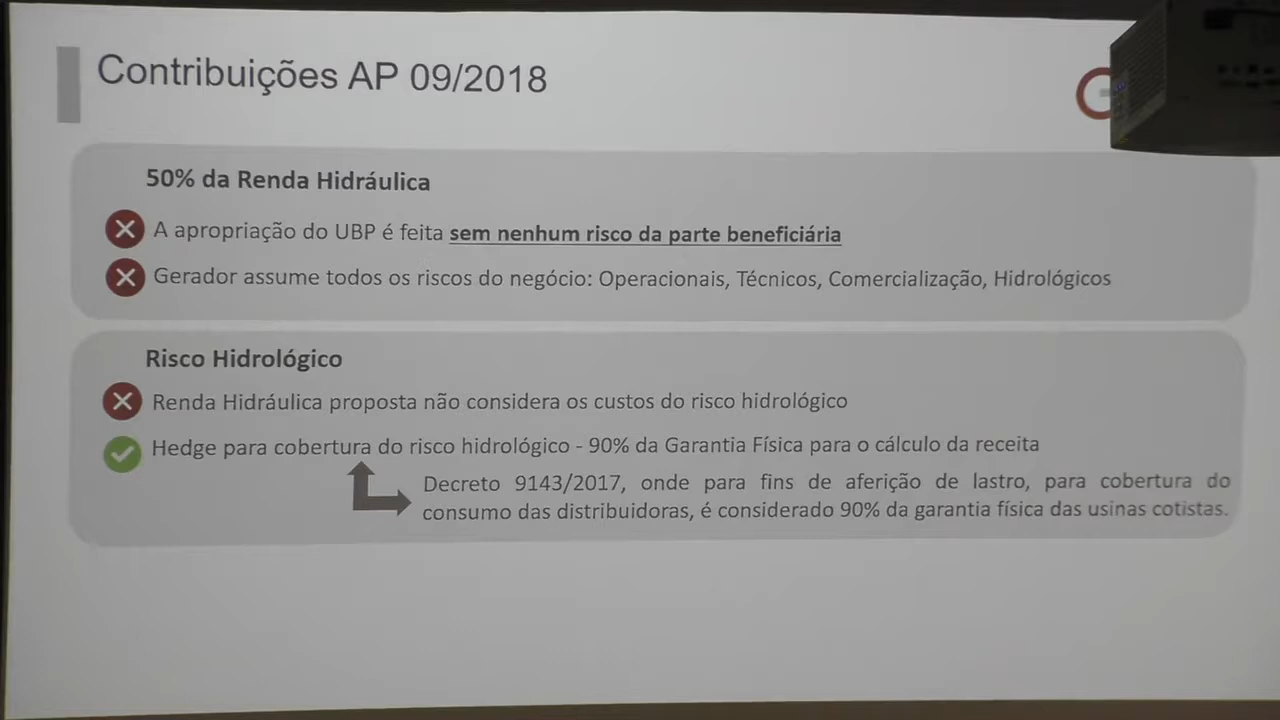 Contribuições AP 09/2018
50% da Renda Hidráulica
A apropriação do UBP é feita sem nenhum risco da parte beneficiária
Gerador assume todos os riscos do negócio: Operacionais, Técnicos, Comercialização, Hidrológicos
Risco Hidrológico
Renda Hidráulica proposta não considera os custos do risco hidrológico
Hedge para cobertura do risco hidrológico - 90% da Garantia Física para o cálculo da receita
Decreto 9143/2017, onde para fins de aferição de lastro, para cobertura do
consumo das distribuidoras, é considerado 90% da garantia física das usinas cotistas.